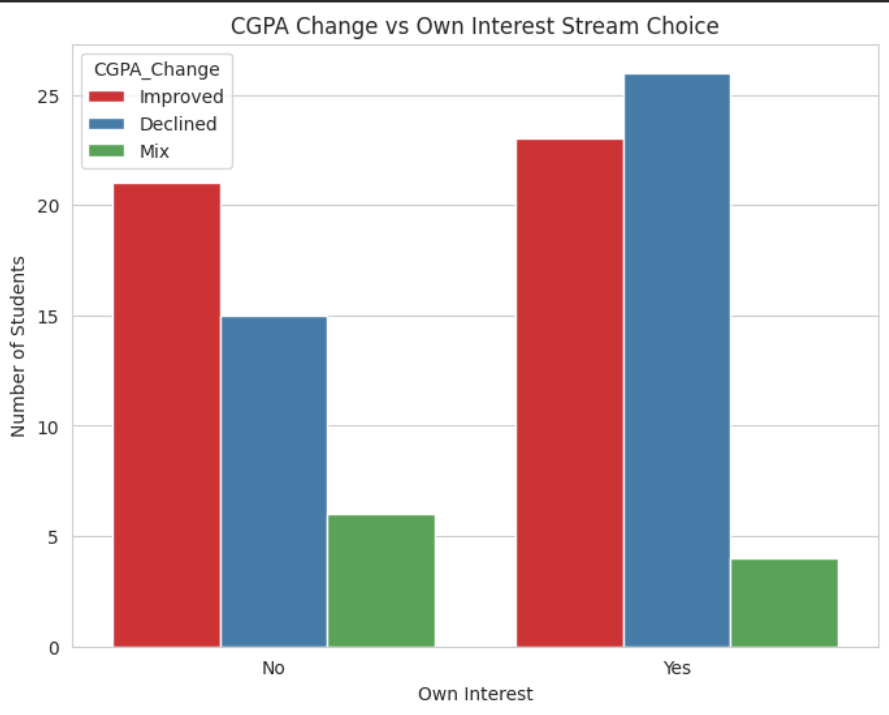 CGPA Change vs Own Interest Stream Choice
CGPA_Change
Improved
Declined
Mix
Number of Students
25
20
15
10
5
0
No Yes
Own Interest